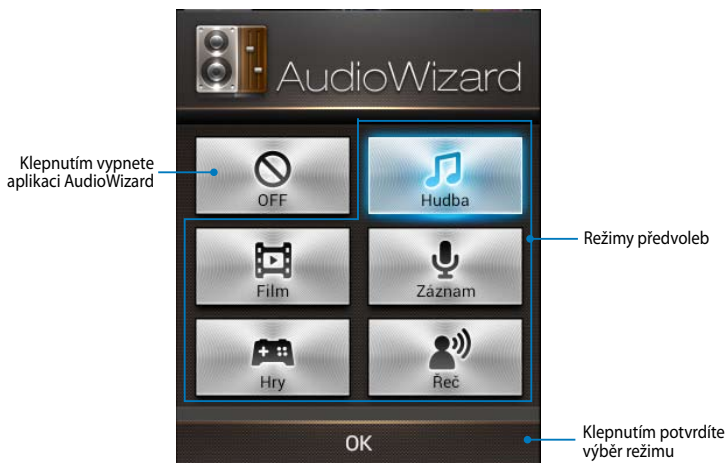 AudioWizard
Klepnutím vypnete
aplikaci AudioWizard
OFF
Hudba
Režimy předvoleb
Film
Záznam
Hry
Řeč
OK
Klepnutím potvrdíte
výběr režimu